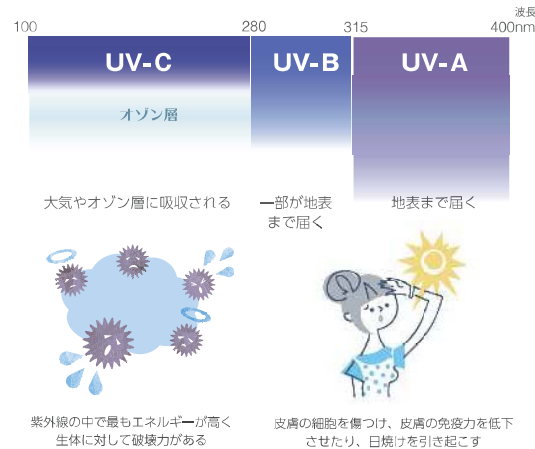 波長
100 280 315 400nm
UV-C UV-B UV-A
オゾン層
大気やオゾン層に吸収される 一部が地表 地表まで届く
まで届く
紫外線の中で最もエネルギーが高く
生体に対して破壊力がある
皮膚の細胞を傷つけ、皮膚の免疫力を低下
させたり、日焼けを引き起こす